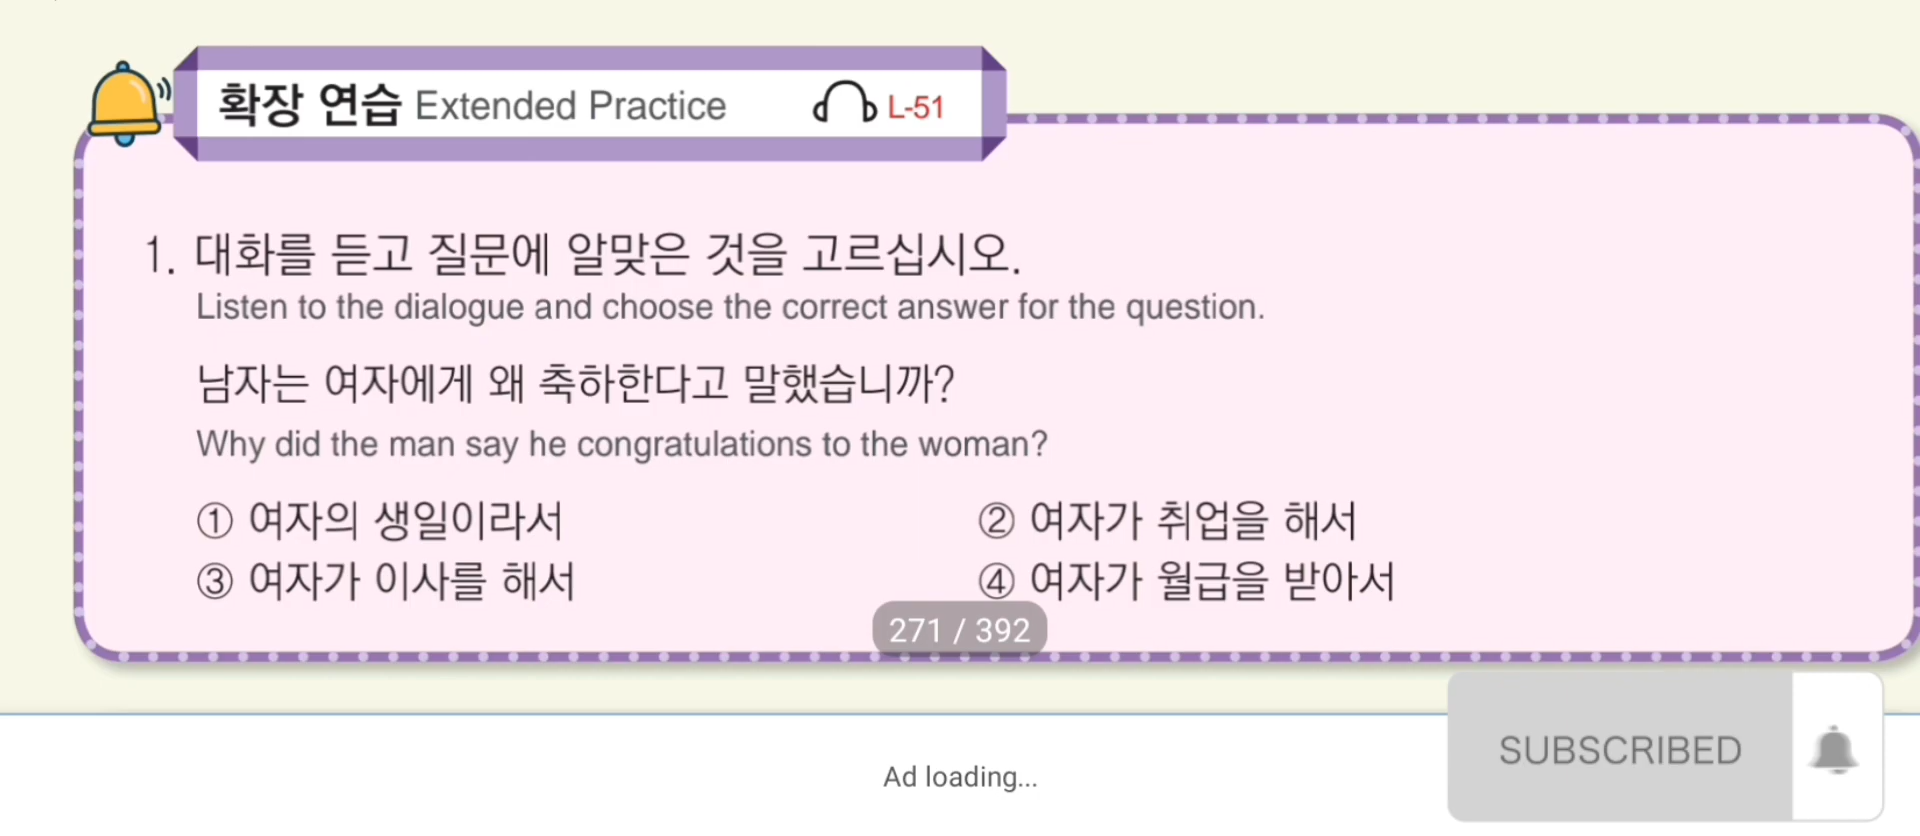 확장 연습 Extended Practice L-51
1. 대화를 듣고 질문에 알맞은 것을 고르십시오.
Listen to the dialogue and choose the correct answer for the question.
남자는 여자에게 왜 축하한다고 말했습니까?
Why did the man say he congratulations to the woman?
① 여자의 생일이라서 ② 여자가 취업을 해서
③ 여자가 이사를 해서 ④ 여자가 월급을 받아서
271 / 392
SUBSCRIBED
Ad loading...